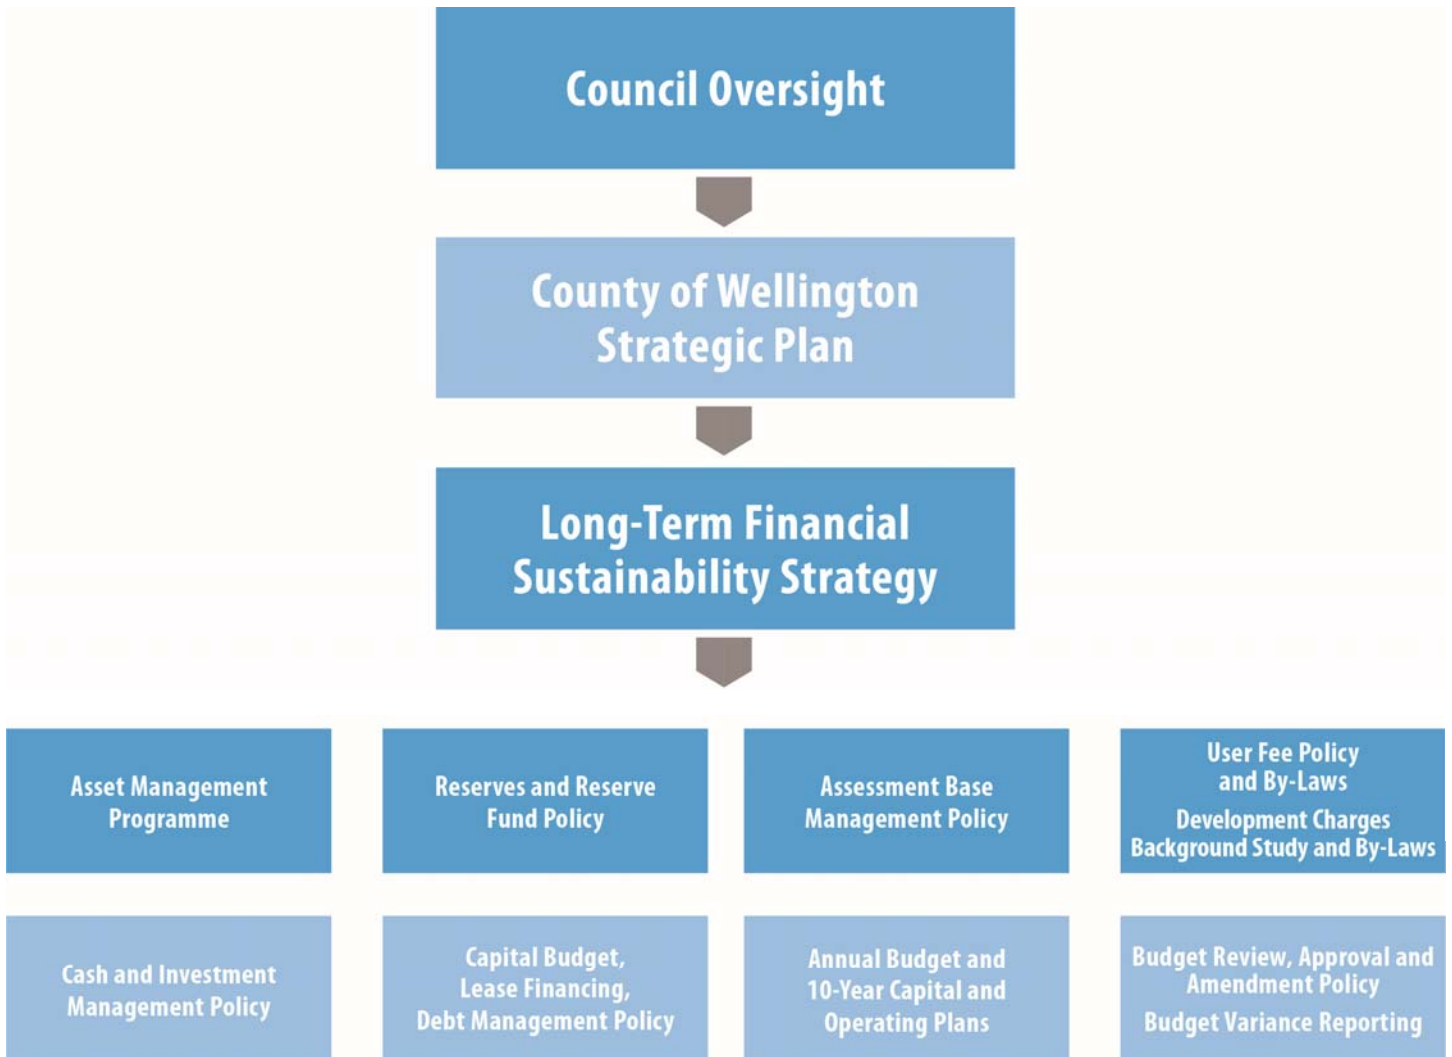 Council Oversight
County of Wellington
Strategic Plan
Long-Term Financial
Sustainability Strategy
Asset Management
Programme
Reserves and Reserve
Fund Policy
Assessment Base
Management Policy
User Fee Policy
and By-Laws
Development Charges
Background Study and By-Laws
Cash and Investment
Management Policy
Capital Budget,
Lease Financing,
Debt Management Policy
Annual Budget and
10-Year Capital and
Operating Plans
Budget Review, Approval and
Amendment Policy
Budget Variance Reporting